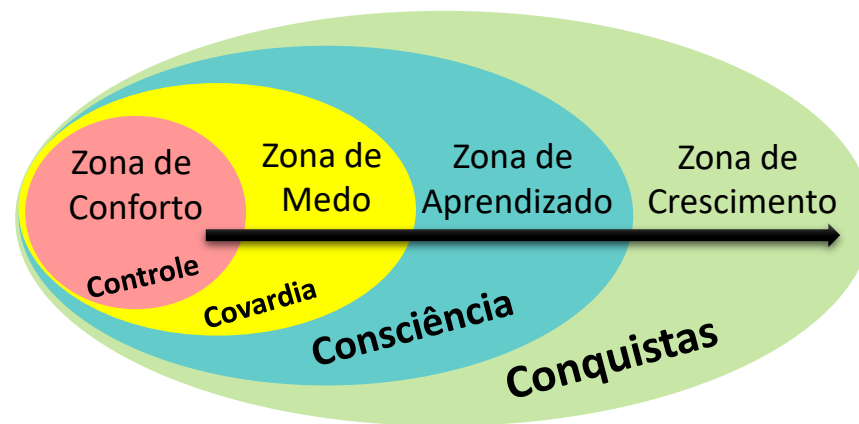 Zona de
Conforto
Controle
Zona de
Medo
Covardia
Zona de
Aprendizado
Consciência
Zona de
Crescimento
Conquistas